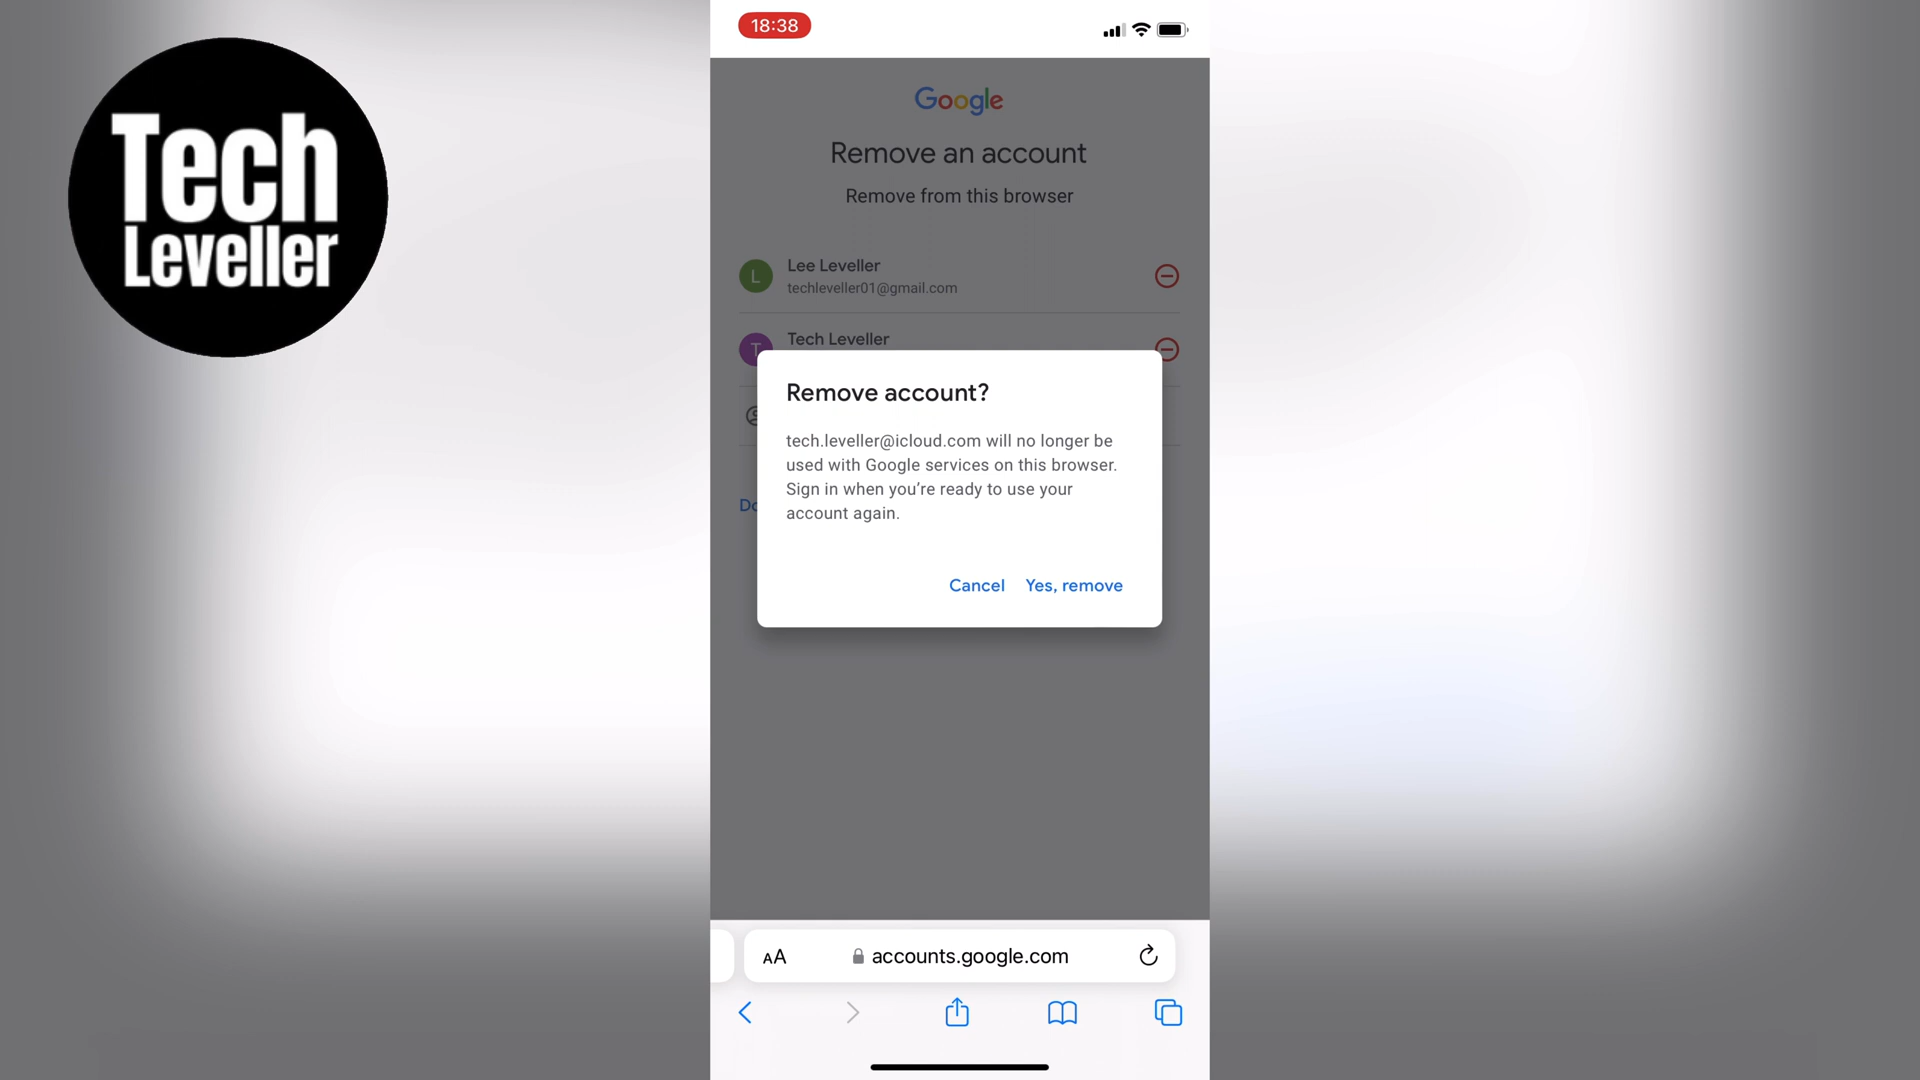 Tech
Leveller
18:38
Google
Remove an account
Remove from this browser
L
Lee Leveller
techleveller01@gmail.com
T
Tech Leveller
Remove account?
tech.leveller@icloud.com will no longer be
used with Google services on this browser.
Sign in when you’re ready to use your
account again.
Cancel Yes, remove
AA
accounts.google.com